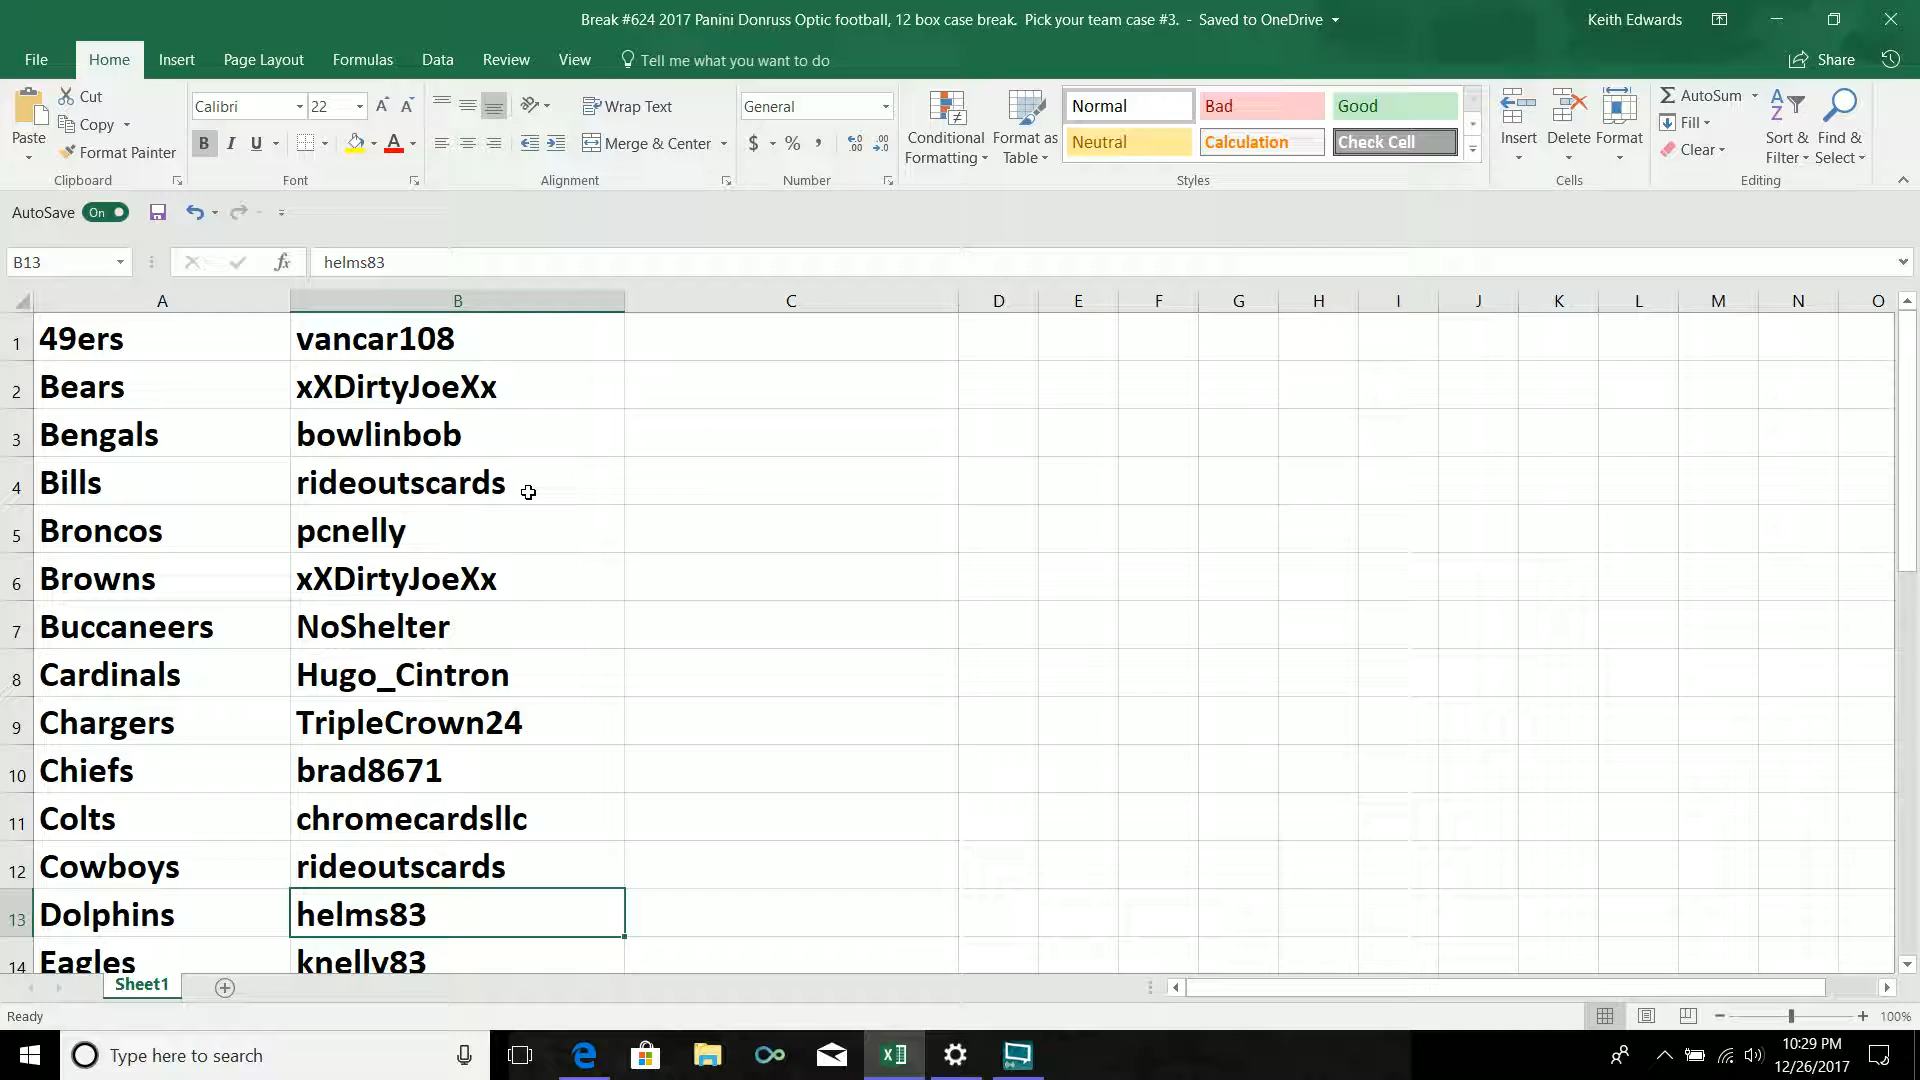 Break #624 2017 Panini Donruss Optic football, 12 box case break.  Pick your team case #3.  -  Saved to OneDrive
Keith Edwards
File Home Insert Page Layout Formulas Data Review View Tell me what you want to do Share
Paste Cut Copy Format Painter Clipboard
Calibri 22 A A B I U A Font
Wrap Text Merge & Center Alignment
General $ % , Number
Conditional Formatting Format as Table
Normal Bad Good
Neutral Calculation Check Cell
Styles
Insert Delete Format Cells
AutoSum Fill Clear Sort & Filter Find & Select Editing
AutoSave On
B13 fx helms83
A B C D E F G H I J K L M N O
1 49ers vancar108
2 Bears xXDirtyJoeXx
3 Bengals bowlinbob
4 Bills rideoutscards
5 Broncos pcnelly
6 Browns xXDirtyJoeXx
7 Buccaneers NoShelter
8 Cardinals Hugo_Cintron
9 Chargers TripleCrown24
10 Chiefs brad8671
11 Colts chromecardsllc
12 Cowboys rideoutscards
13 Dolphins helms83
14 Eagles knelly83
Sheet1
Ready 100%
Type here to search
10:29 PM
12/26/2017